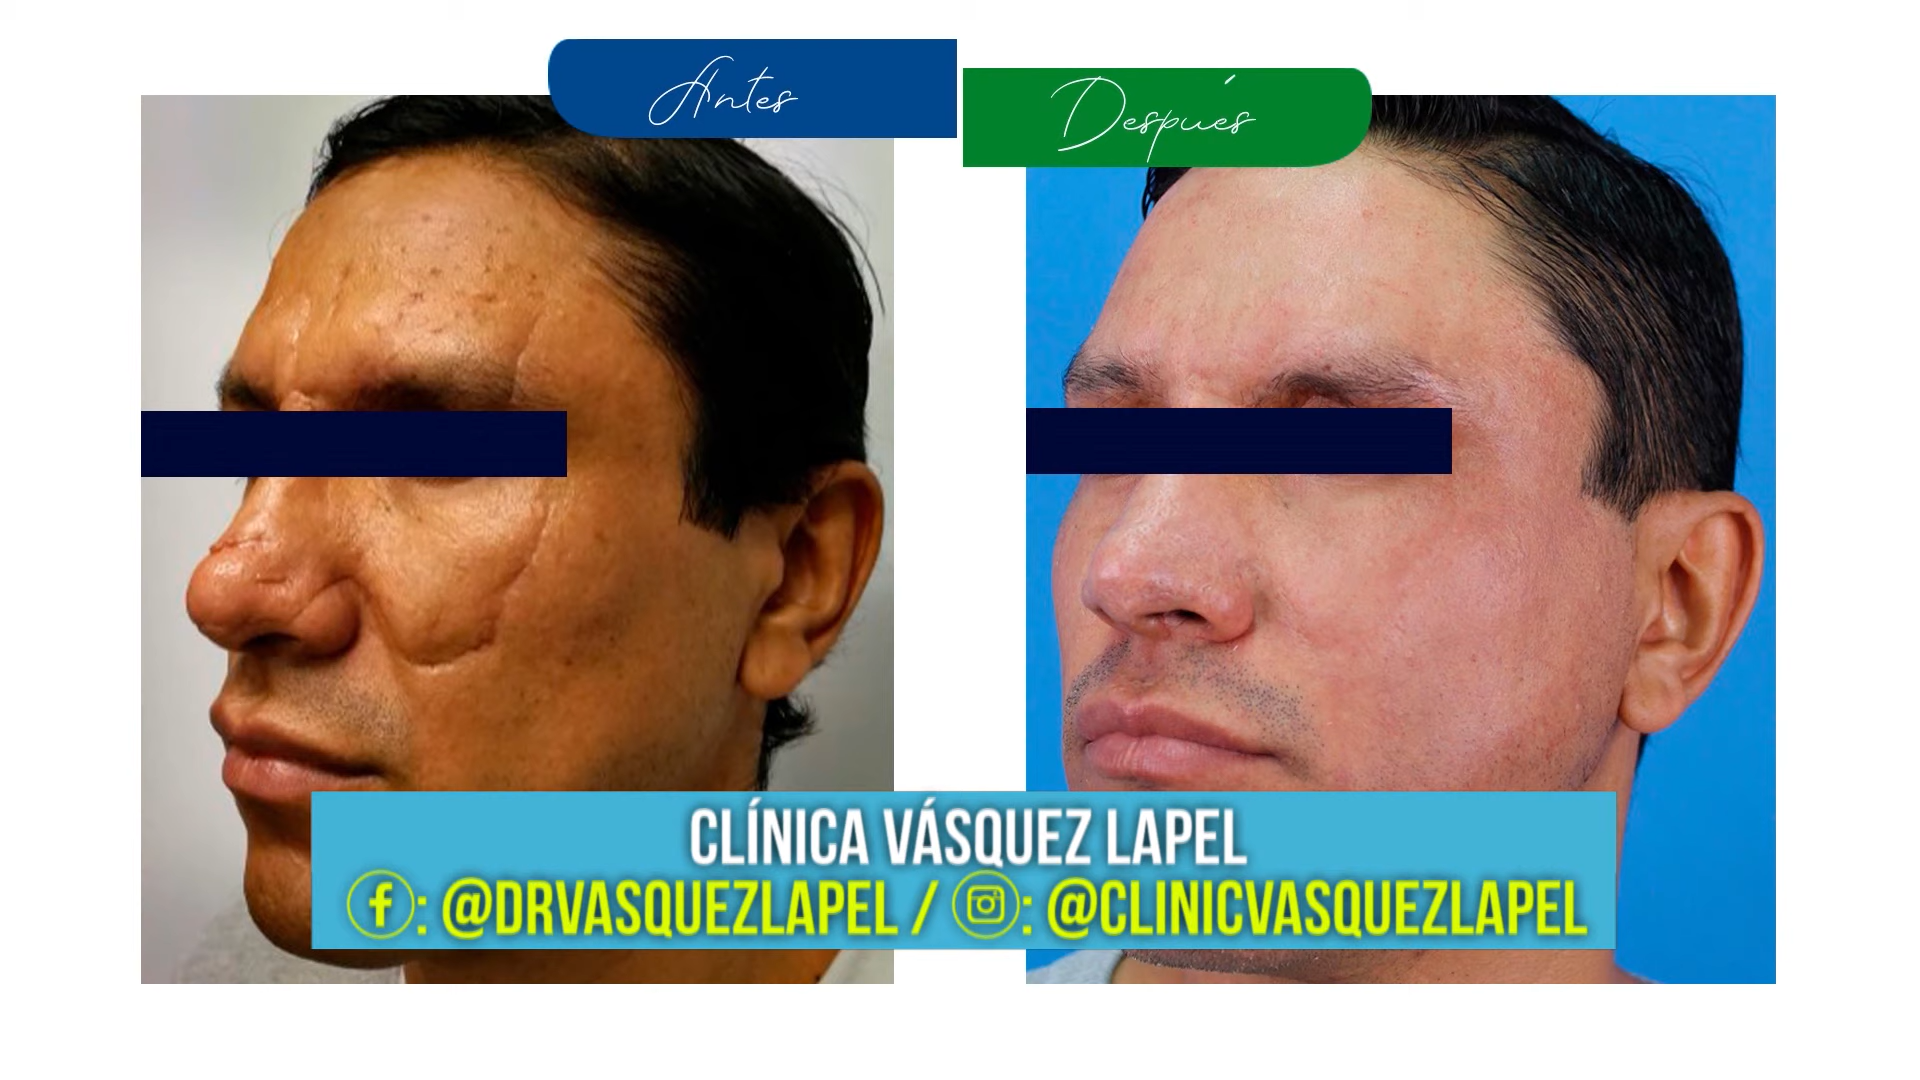 Antes
Después
CLÍNICA VÁSQUEZ LAPEL
f: @DRVASQUEZLAPEL / : @CLINICVASQUEZLAPEL